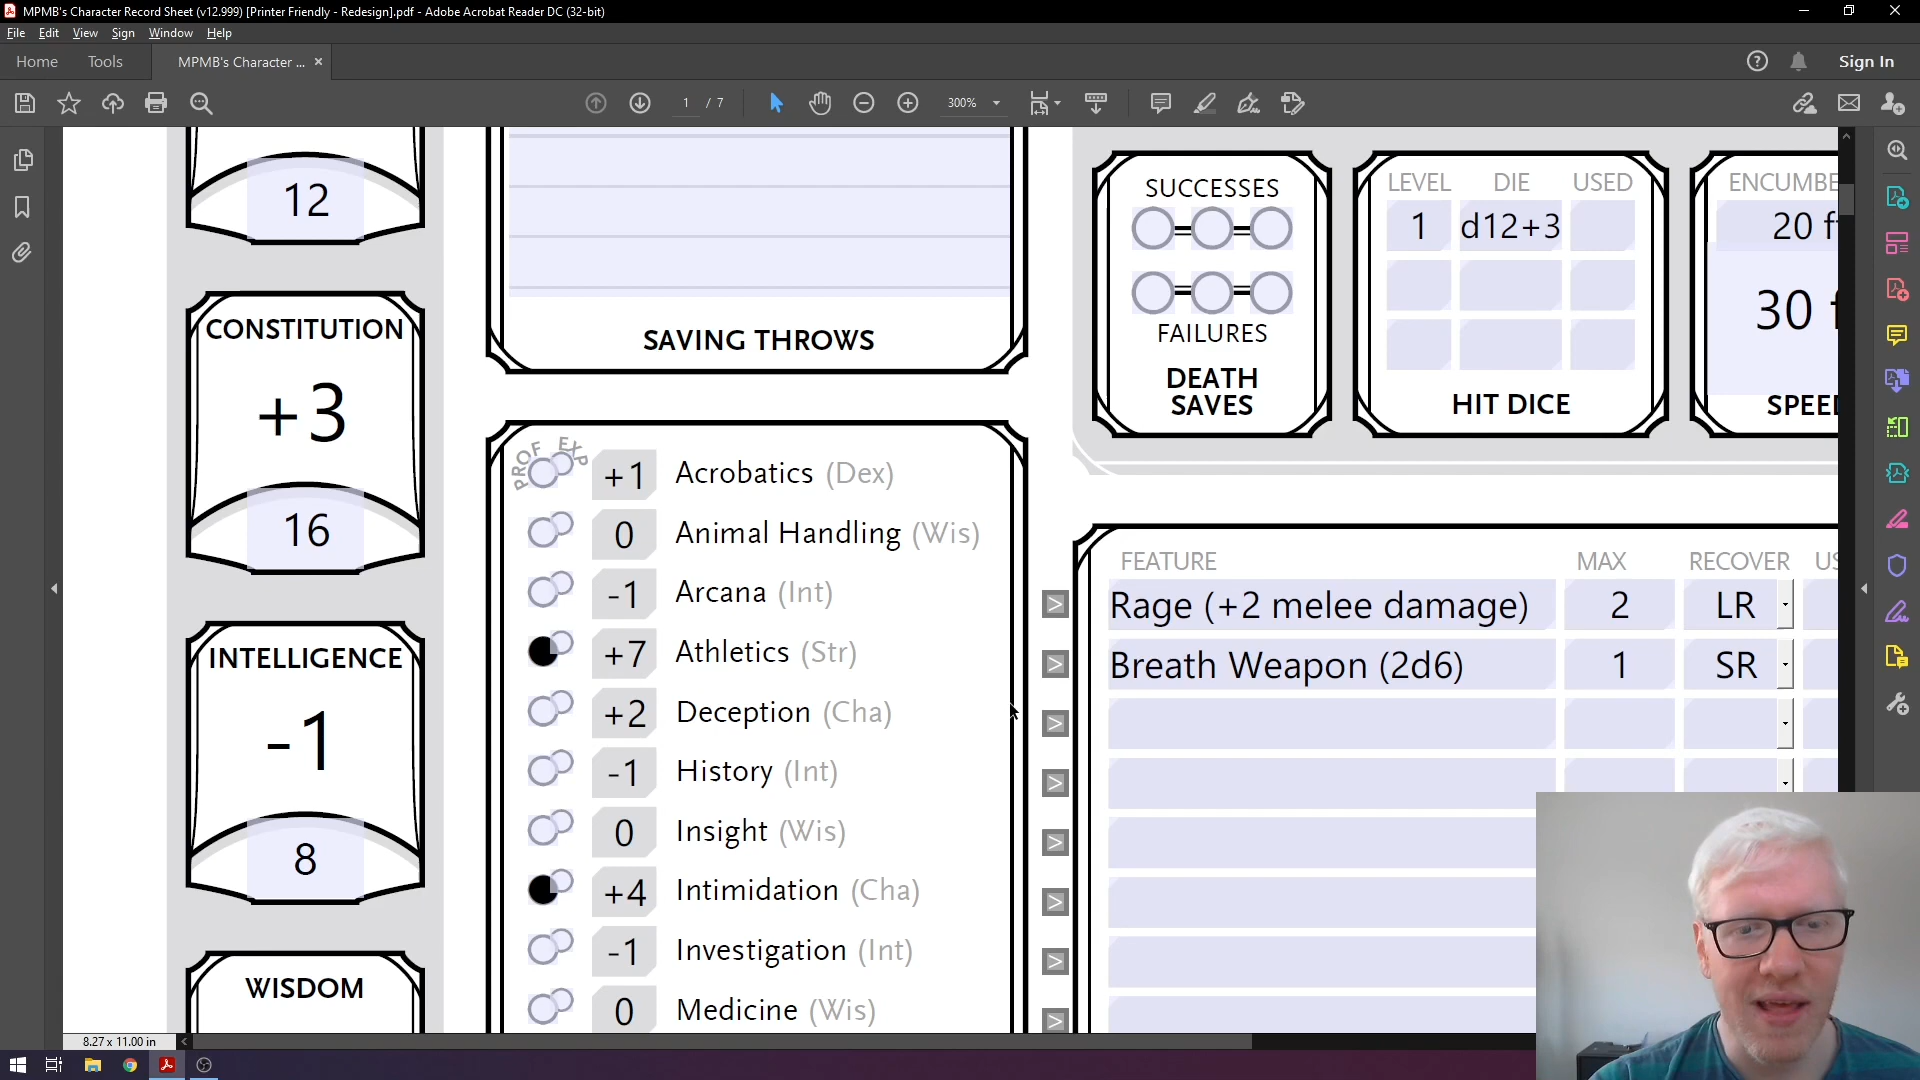 MPMB's Character Record Sheet (v12.999) [Printer Friendly - Redesign].pdf - Adobe Acrobat Reader DC (32-bit)
File Edit View Sign Window Help
Home Tools MPMB's Character ... × Sign In
1 / 7 300%
12
CONSTITUTION
+3
16
INTELLIGENCE
-1
8
WISDOM
SAVING THROWS
PROF EXP
+1 Acrobatics (Dex)
0 Animal Handling (Wis)
-1 Arcana (Int)
+7 Athletics (Str)
+2 Deception (Cha)
-1 History (Int)
0 Insight (Wis)
+4 Intimidation (Cha)
-1 Investigation (Int)
0 Medicine (Wis)
SUCCESSES
FAILURES
DEATH
SAVES
LEVEL DIE USED
1 d12+3
HIT DICE
ENCUMBE
20 f
30 f
SPEE
FEATURE MAX RECOVER US
Rage (+2 melee damage) 2 LR
Breath Weapon (2d6) 1 SR
8.27 x 11.00 in